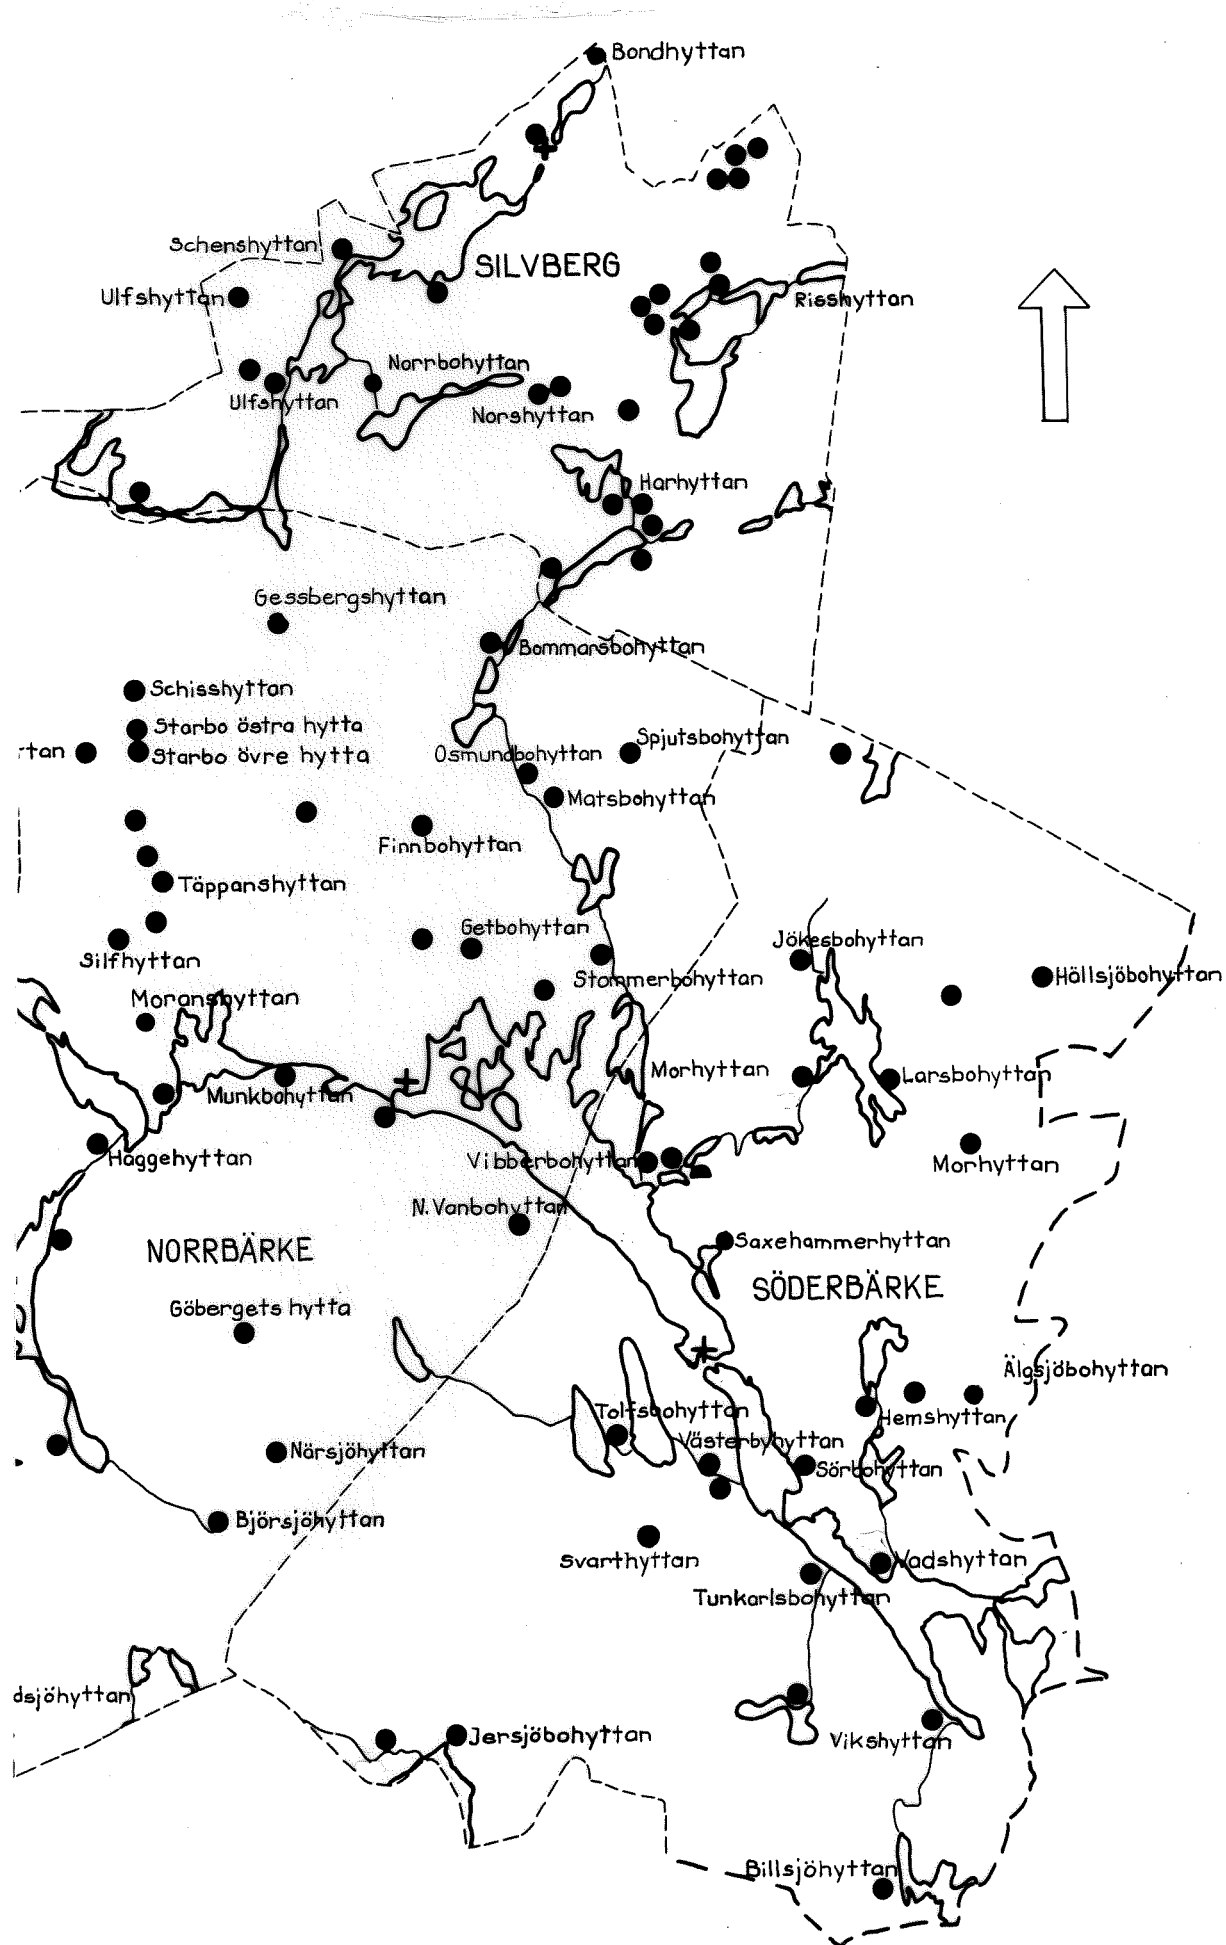 Bondhyttan
Schenshyttan
SILVBERG
Ulfshyttan
Risshyttan
Norrbohyttan
Ulfshyttan
Norshyttan
Harhyttan
Gessbergshyttan
Bommarsbohyttan
Schisshyttan
Starbo östra hytta
Starbo övre hytta
Spjutsbohyttan
Osmundbohyttan
Matsbohyttan
Finnbohyttan
Täppanshyttan
Getbohyttan
Jökesbohyttan
Silfhyttan
Stommerbohyttan
Hällsjöbohyttan
Moranshyttan
Morhyttan
Larsbohyttan
Munkbohyttan
Häggehyttan
Vibberbohyttan
Morhyttan
N. Vanbohyttan
NORRBÄRKE
Saxehammerhyttan
SÖDERBÄRKE
Göbergets hytta
Älgsjöbohyttan
Tolfsbohyttan
Hemshyttan
Västerbyhyttan
Närsjöhyttan
Sörbohyttan
Björsjöhyttan
Svarthyttan
Vadshyttan
Tunkarlsbohyttan
dsjöhyttan
Jersjöbohyttan
Vikshyttan
Billsjöhyttan